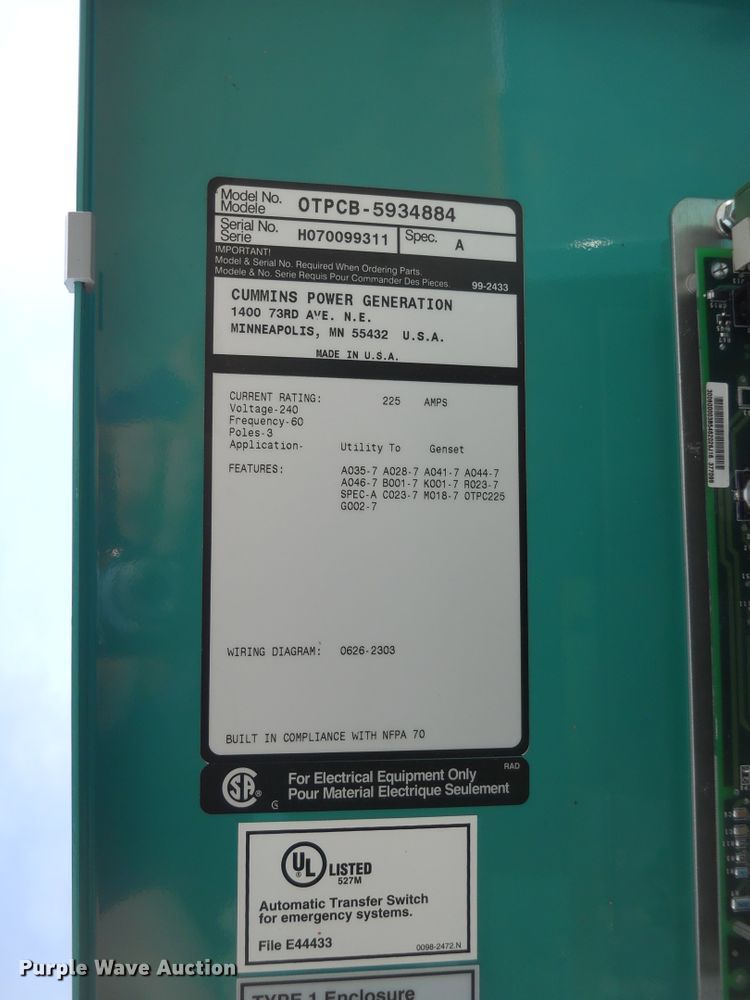 Model No. OTPCB-5934884
Modele
Serial No. H070099311 Spec. A
Serie
IMPORTANT!
Model & Serial No. Required When Ordering Parts.
Modele & No. Serie Requis Pour Commander Des Pieces. 99-2433
CUMMINS POWER GENERATION
1400 73RD AVE. N.E.
MINNEAPOLIS, MN 55432 U.S.A.
MADE IN U.S.A.
CURRENT RATING: 225 AMPS
Voltage-240
Frequency-60
Poles-3
Application- Utility To Genset
FEATURES: A035-7 A028-7 A041-7 A044-7
A046-7 B001-7 K001-7 R023-7
SPEC-A C023-7 M018-7 OTPC225
G002-7
WIRING DIAGRAM: 0626-2303
BUILT IN COMPLIANCE WITH NFPA 70
RAD
For Electrical Equipment Only
Pour Material Electrique Seulement
UL LISTED
527M
Automatic Transfer Switch
for emergency systems.
File E44433 0098-2472.N
TYPE 1 Enclosure
Purple Wave Auction